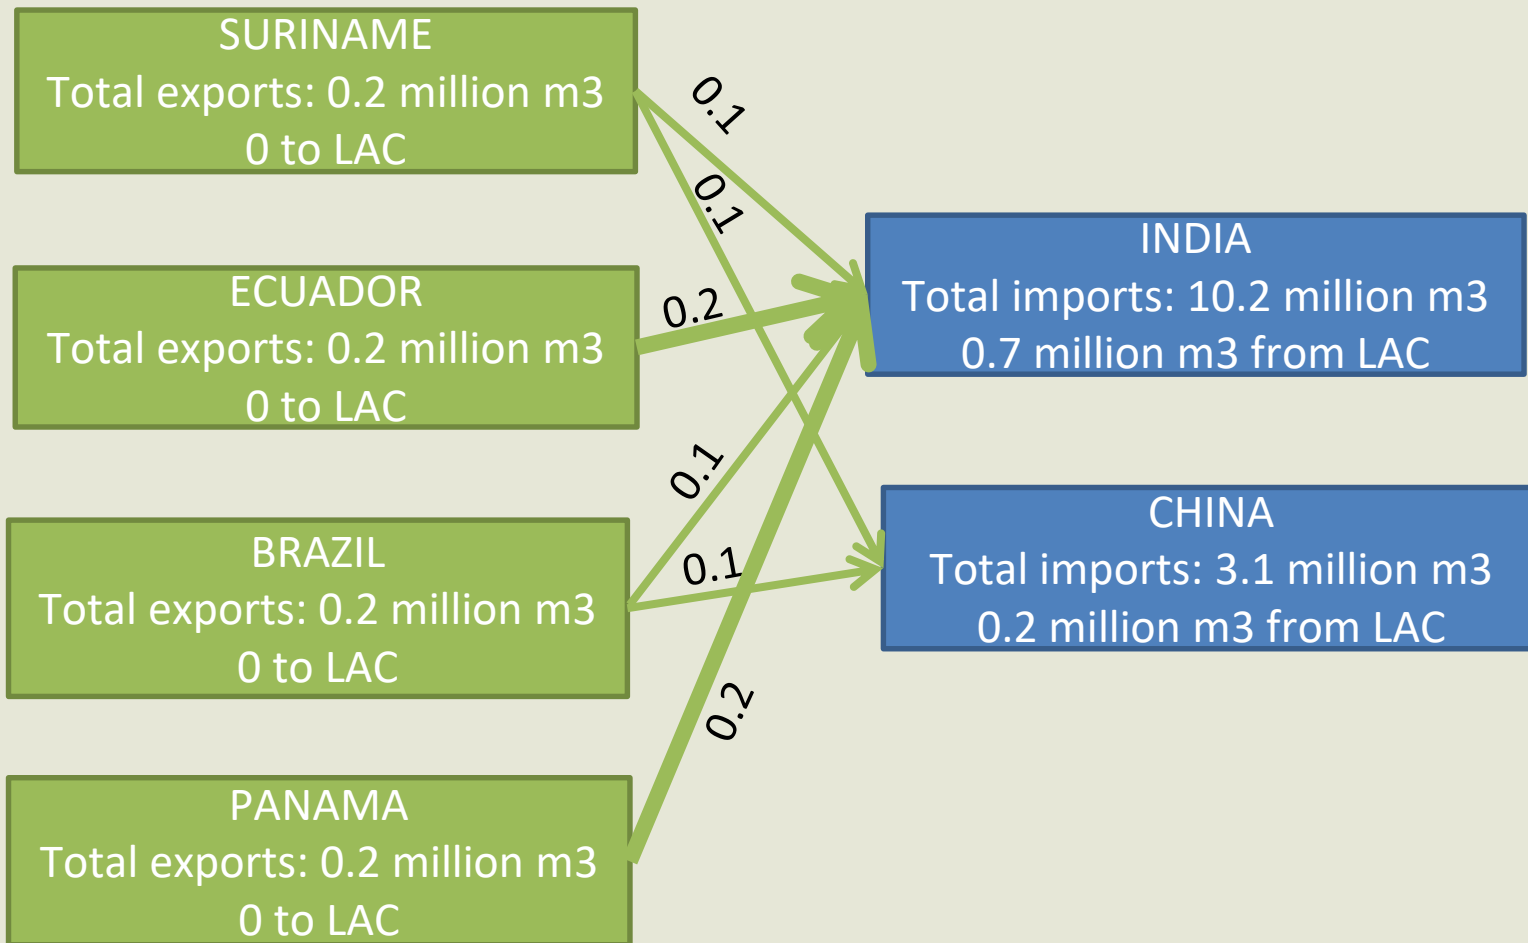 SURINAME
Total exports: 0.2 million m3
0 to LAC
0.1
0.1
INDIA
Total imports: 10.2 million m3
0.7 million m3 from LAC
ECUADOR
Total exports: 0.2 million m3
0 to LAC
0.2
0.1
CHINA
Total imports: 3.1 million m3
0.2 million m3 from LAC
BRAZIL
Total exports: 0.2 million m3
0 to LAC
0.1
0.2
PANAMA
Total exports: 0.2 million m3
0 to LAC